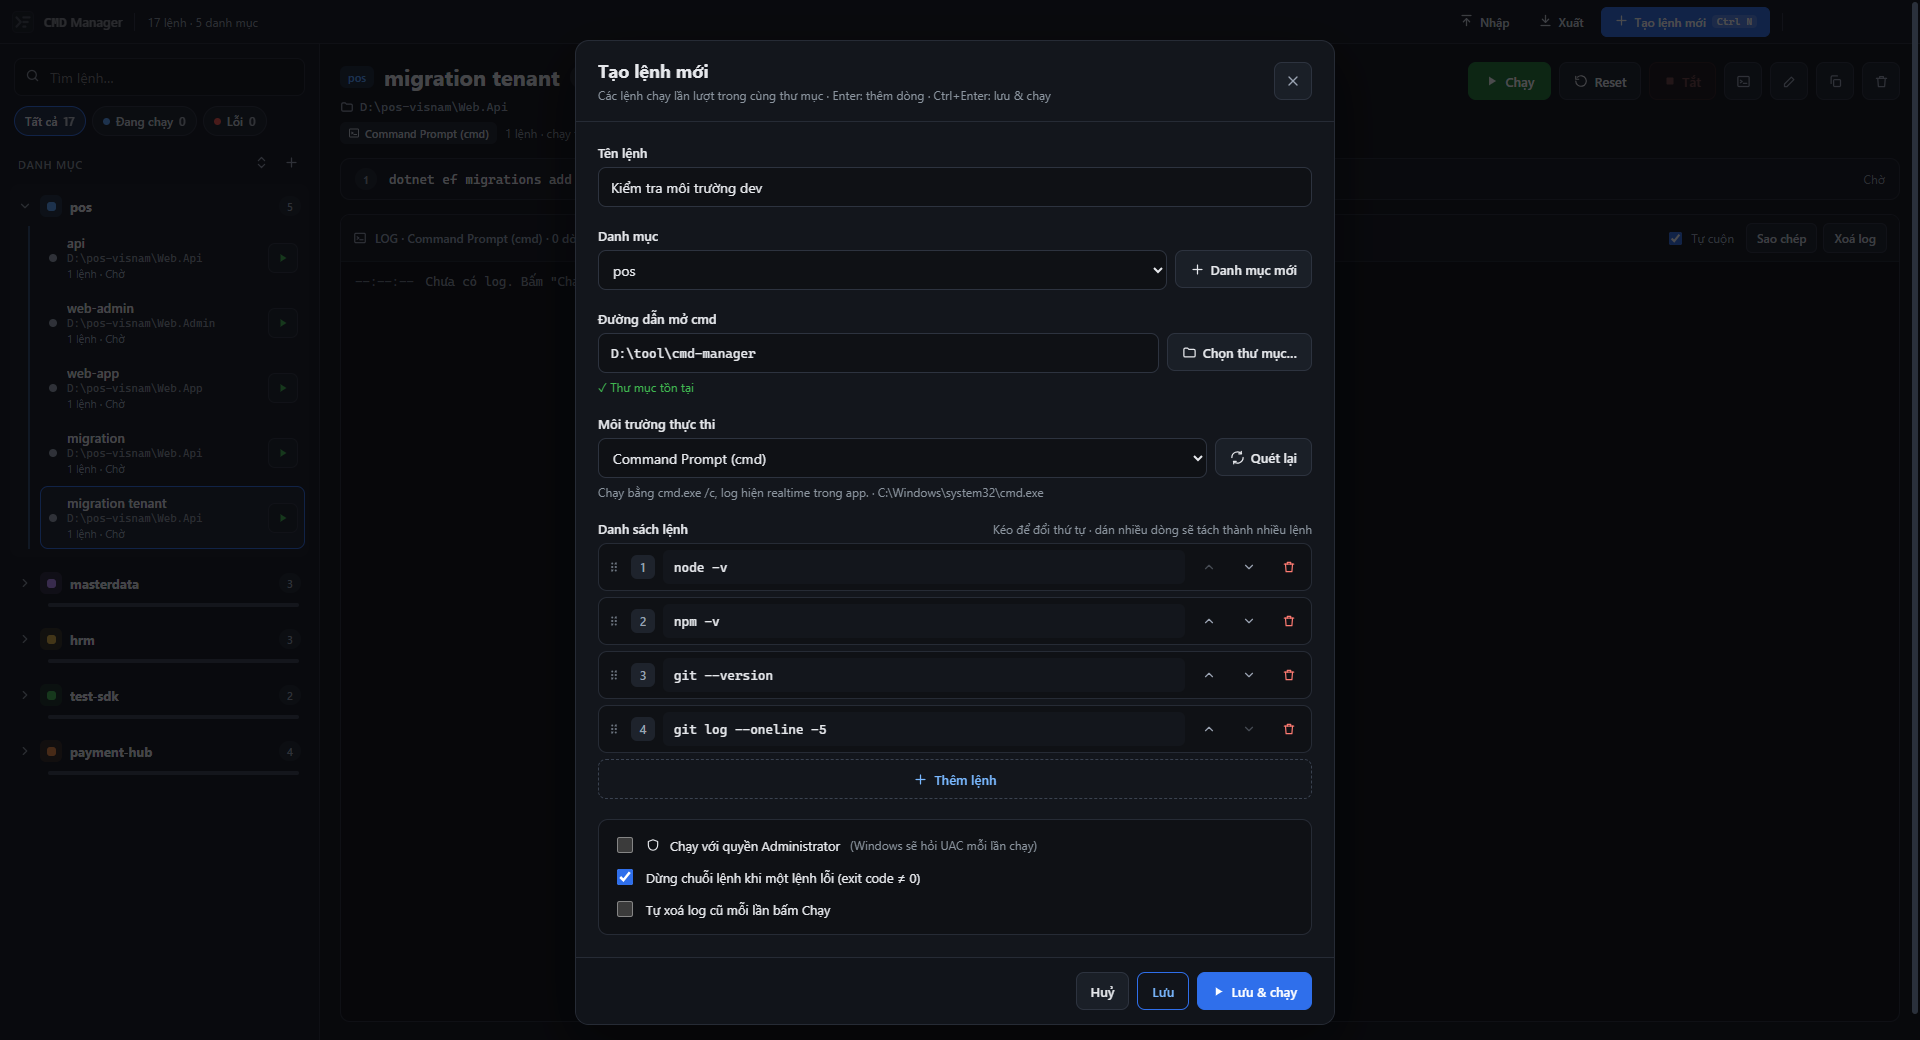 CMD Manager
17 lệnh · 5 danh mục
Nhập
Xuất
Tạo lệnh mới Ctrl N
Tìm lệnh...
Tất cả 17
Đang chạy 0
Lỗi 0
DANH MỤC
pos 5
api
D:\pos-visnam\Web.Api
1 lệnh · Chờ
web-admin
D:\pos-visnam\Web.Admin
1 lệnh · Chờ
web-app
D:\pos-visnam\Web.App
1 lệnh · Chờ
migration
D:\pos-visnam\Web.Api
1 lệnh · Chờ
migration tenant
D:\pos-visnam\Web.Api
1 lệnh · Chờ
masterdata 3
hrm 3
test-sdk 2
payment-hub 4
pos migration tenant
D:\pos-visnam\Web.Api
Command Prompt (cmd) 1 lệnh · chạy
Chạy
Reset
Tắt
1 dotnet ef migrations add
Chờ
LOG · Command Prompt (cmd) · 0 dò
Tự cuộn
Sao chép
Xoá log
--:--:-- Chưa có log. Bấm "Chạ
Tạo lệnh mới
Các lệnh chạy lần lượt trong cùng thư mục · Enter: thêm dòng · Ctrl+Enter: lưu & chạy
Tên lệnh
Kiểm tra môi trường dev
Danh mục
pos
Danh mục mới
Đường dẫn mở cmd
D:\tool\cmd-manager
Chọn thư mục...
✓ Thư mục tồn tại
Môi trường thực thi
Command Prompt (cmd)
Quét lại
Chạy bằng cmd.exe /c, log hiện realtime trong app. · C:\Windows\system32\cmd.exe
Danh sách lệnh
Kéo để đổi thứ tự · dán nhiều dòng sẽ tách thành nhiều lệnh
1 node -v
2 npm -v
3 git --version
4 git log --oneline -5
Thêm lệnh
Chạy với quyền Administrator (Windows sẽ hỏi UAC mỗi lần chạy)
Dừng chuỗi lệnh khi một lệnh lỗi (exit code ≠ 0)
Tự xoá log cũ mỗi lần bấm Chạy
Huỷ
Lưu
Lưu & chạy